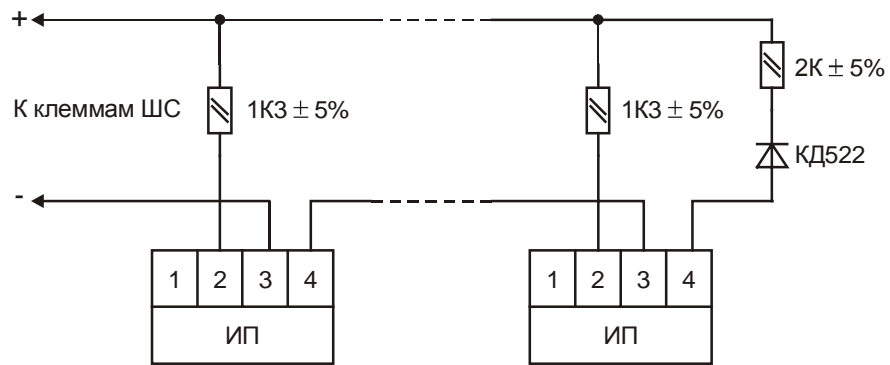 +
2К ± 5%
К клеммам ШС
1К3 ± 5%
1К3 ± 5%
КД522
-
1 2 3 4
1 2 3 4
ИП
ИП